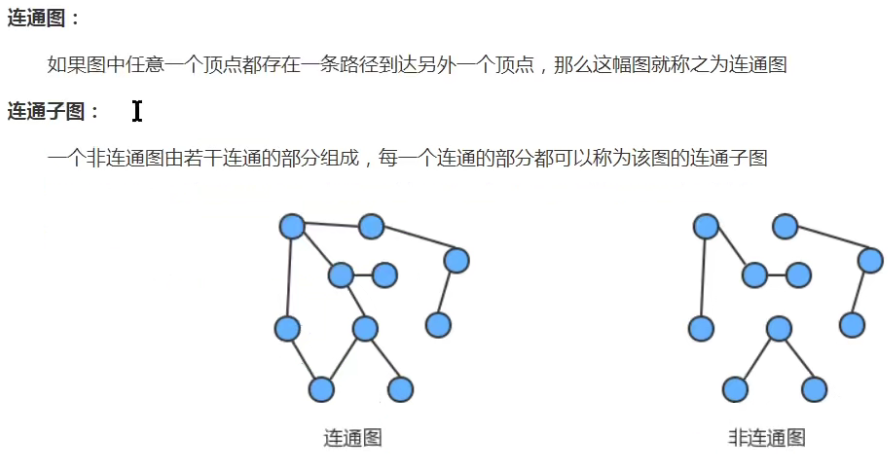 连通图：
如果图中任意一个顶点都存在一条路径到达另外一个顶点，那么这幅图就称之为连通图
连通子图：
一个非连通图由若干连通的部分组成，每一个连通的部分都可以称为该图的连通子图
连通图
非连通图